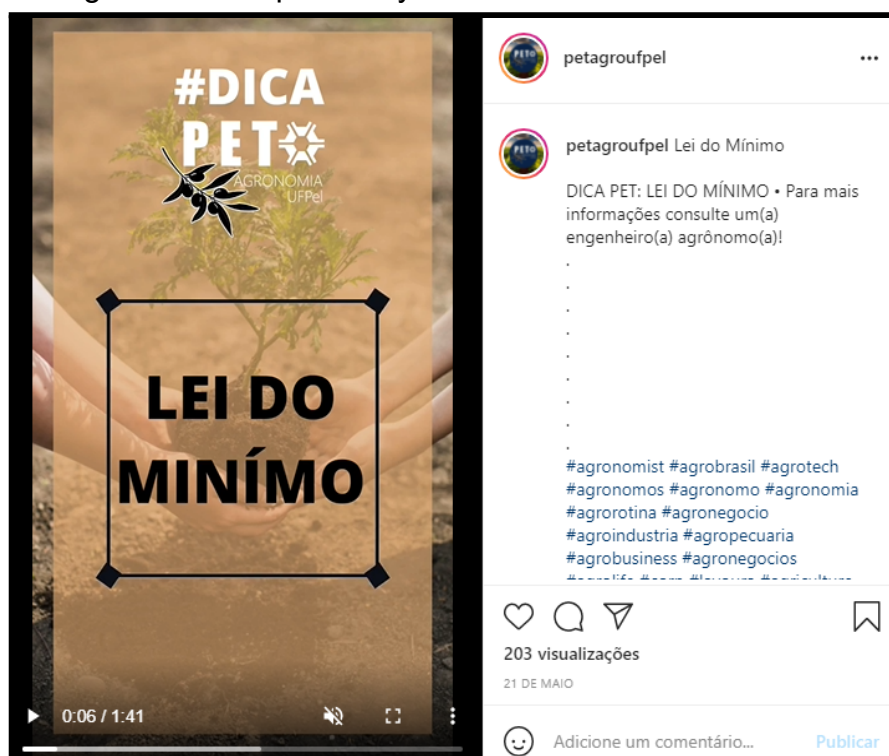 #DICA
PET
AGRONOMIA
UFPel
LEI DO
MINÍMO
0:06 / 1:41
petagroufpel
petagroufpel Lei do Mínimo
DICA PET: LEI DO MÍNIMO • Para mais
informações consulte um(a)
engenheiro(a) agrônomo(a)!
.
.
.
.
.
.
.
.
.
#agronomist #agrobrasil #agrotech
#agronomos #agronomo #agronomia
#agrorotina #agronegocio
#agroindustria #agropecuaria
#agrobusiness #agronegocios
203 visualizações
21 DE MAIO
Adicione um comentário... Publicar